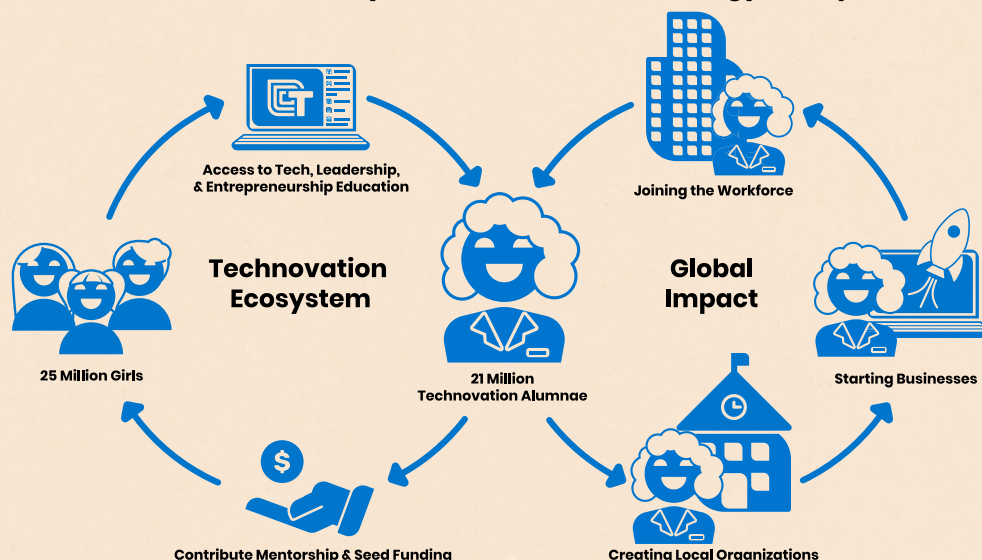 Access to Tech, Leadership,
& Entrepreneurship Education
Joining the Workforce
Technovation
Ecosystem
Global
Impact
25 Million Girls
21 Million
Technovation Alumnae
Starting Businesses
Contribute Mentorship & Seed Funding
Creating Local Organizations